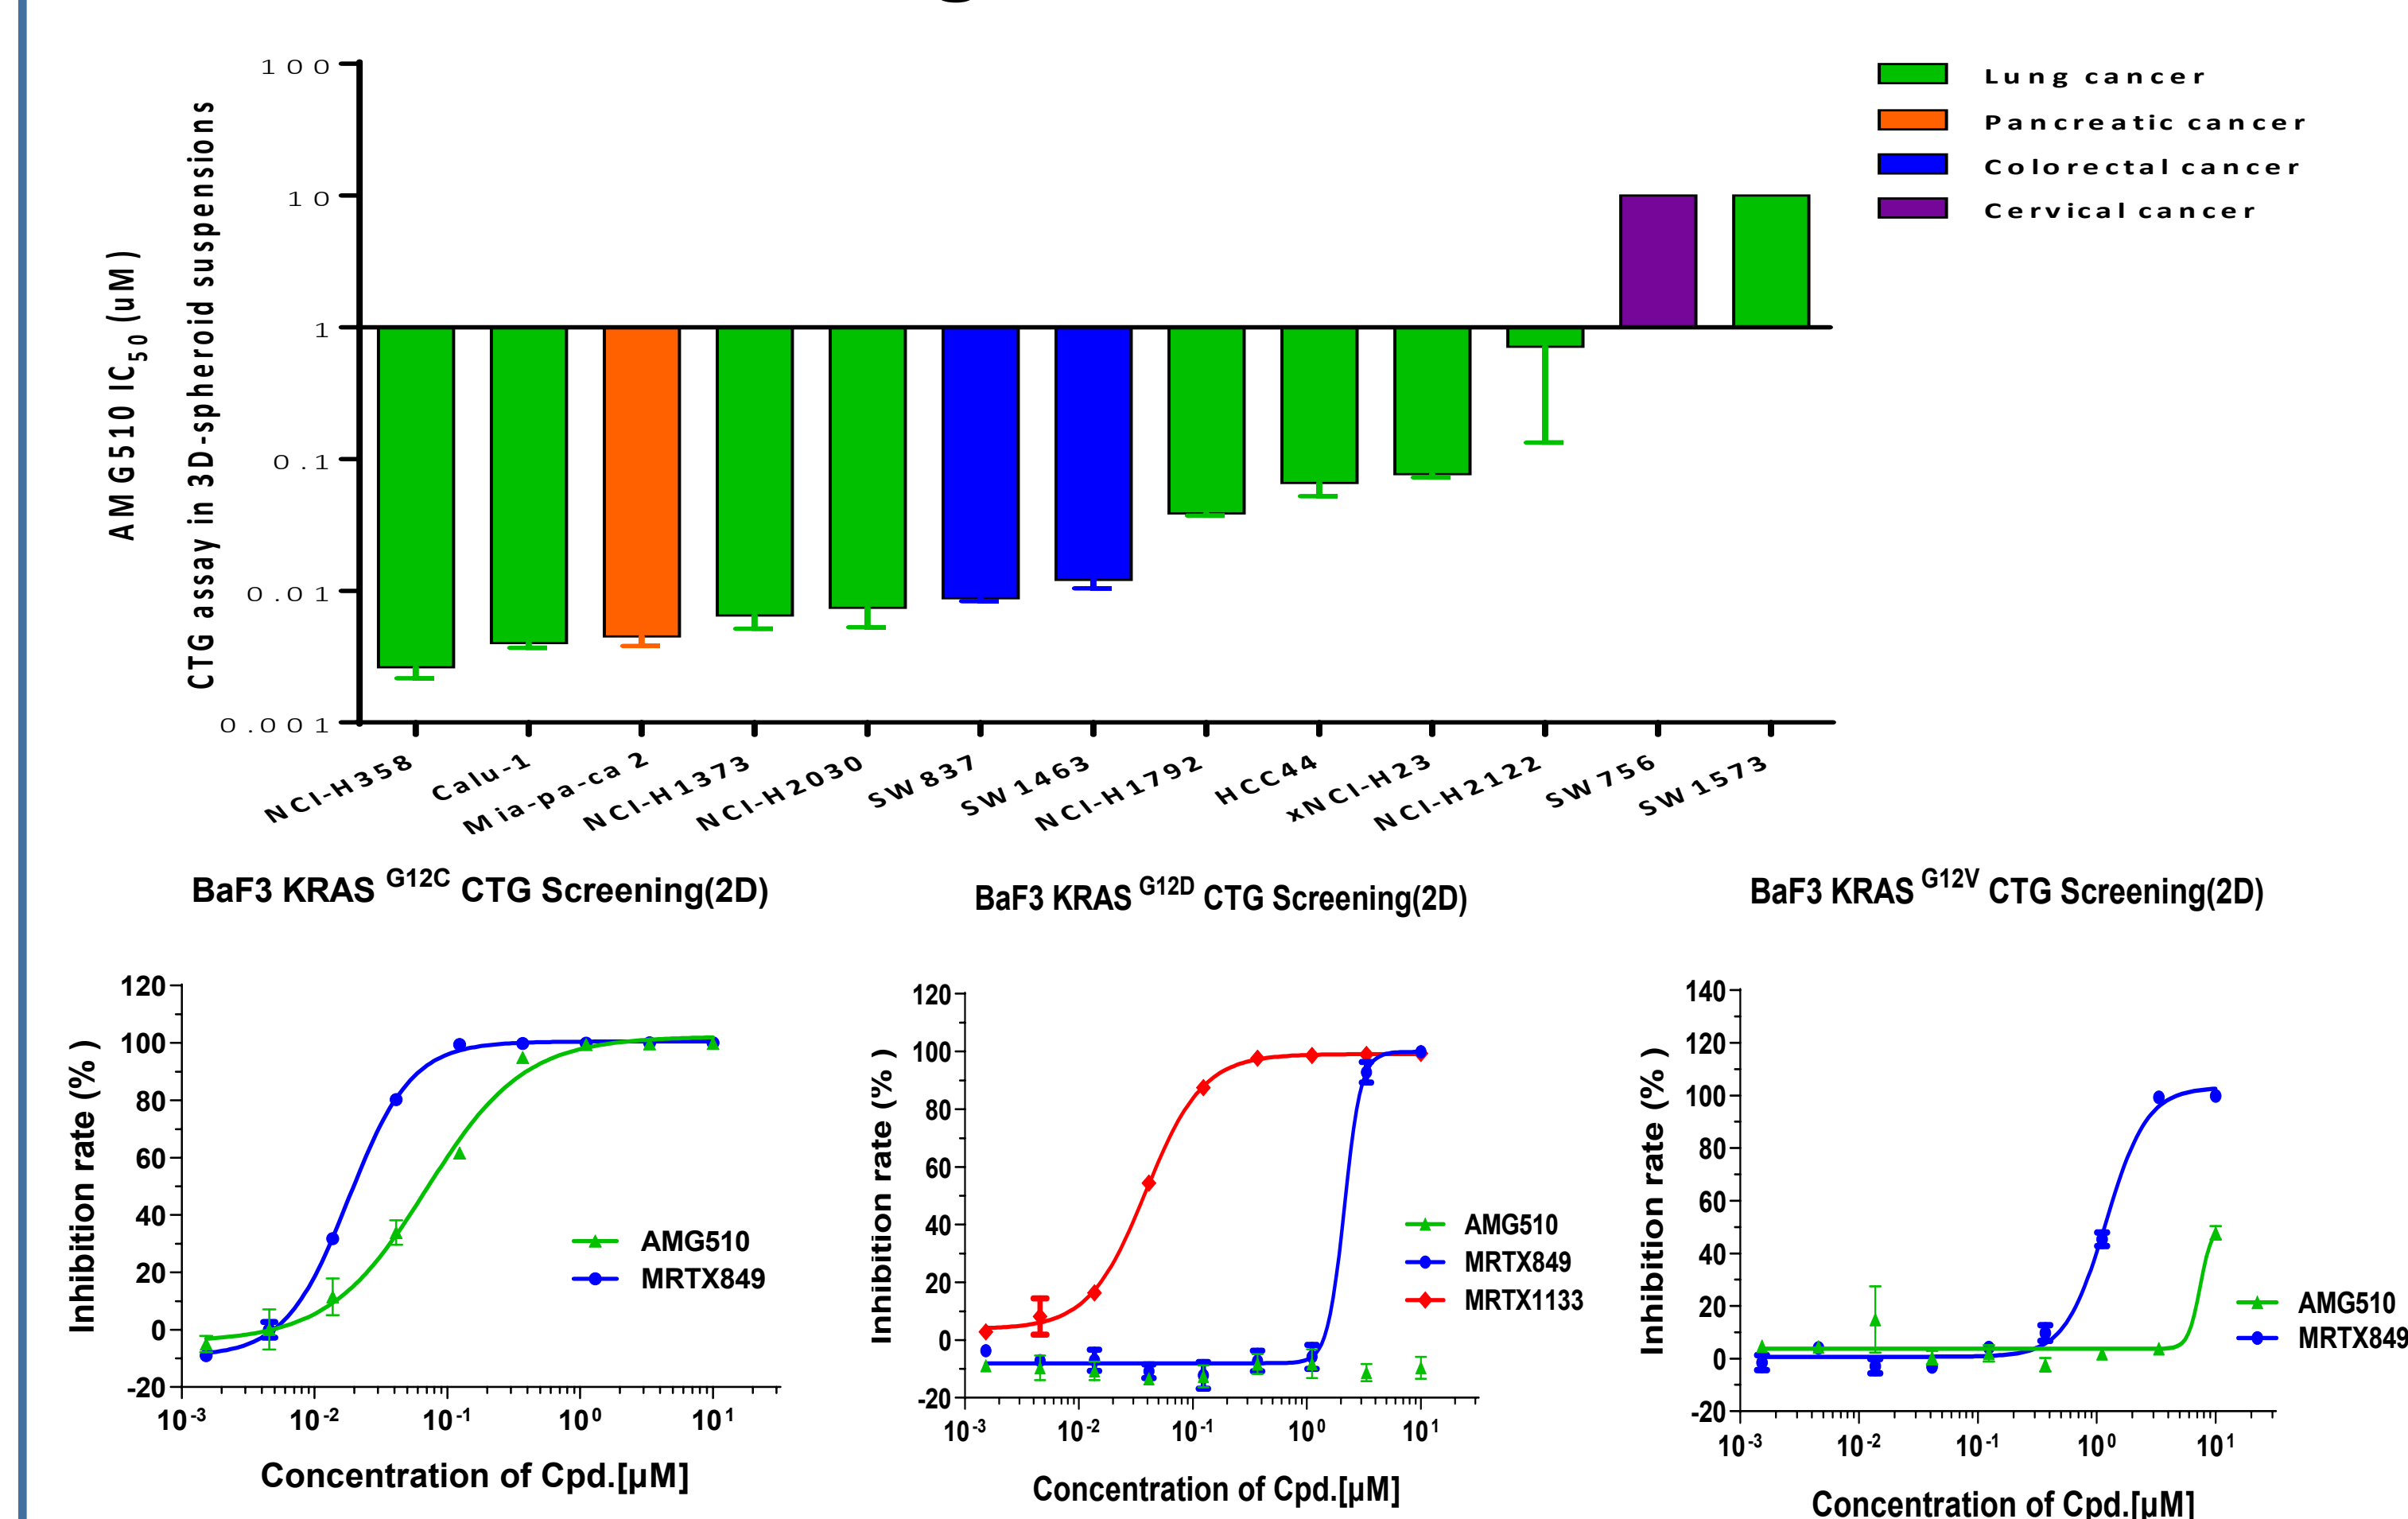 100
10
1
0.1
0.01
0.001
AMG510 IC50 (uM)
CTG assay in 3D-spheroid suspensions
Lung cancer
Pancreatic cancer
Colorectal cancer
Cervical cancer
NCI-H358
Calu-1
Mia-pa-ca 2
NCI-H1373
NCI-H2030
SW837
SW1463
NCI-H1792
HCC44
xNCI-H23
NCI-H2122
SW756
SW1573
BaF3 KRAS G12C CTG Screening(2D)
120
100
80
60
40
20
0
-20
Inhibition rate (% )
AMG510
MRTX849
10-3 10-2 10-1 100 101
Concentration of Cpd.[µM]
BaF3 KRAS G12D CTG Screening(2D)
120
100
80
60
40
20
0
-20
Inhibition rate (% )
AMG510
MRTX849
MRTX1133
10-3 10-2 10-1 100 101
Concentration of Cpd.[µM]
BaF3 KRAS G12V CTG Screening(2D)
140
120
100
80
60
40
20
0
-20
Inhibition rate (% )
AMG510
MRTX849
10-3 10-2 10-1 100 101
Concentration of Cpd.[µM]